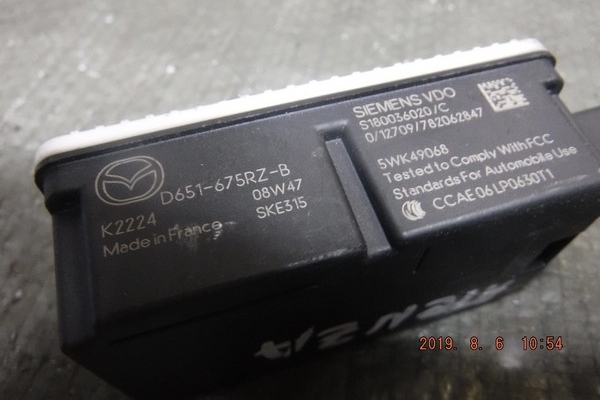 D651-675RZ-B
08W47
K2224
SKE315
Made in France
SIEMENS VDO
S180036020/C
0/12709/782062847
5WK49068
Tested to Comply With FCC
Standards For Automobile Use
CCAE06LP0630T1
2019. 8. 6 10:54